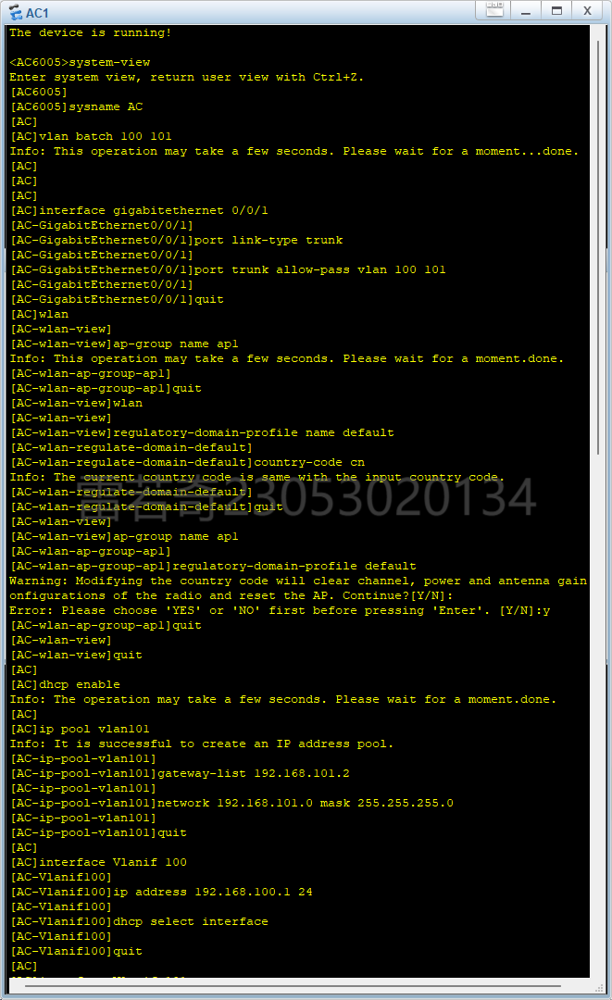 AC1
The device is running!
<AC6005>system-view
Enter system view, return user view with Ctrl+Z.
[AC6005]
[AC6005]sysname AC
[AC]
[AC]vlan batch 100 101
Info: This operation may take a few seconds. Please wait for a moment...done.
[AC]
[AC]
[AC]
[AC]interface gigabitethernet 0/0/1
[AC-GigabitEthernet0/0/1]
[AC-GigabitEthernet0/0/1]port link-type trunk
[AC-GigabitEthernet0/0/1]
[AC-GigabitEthernet0/0/1]port trunk allow-pass vlan 100 101
[AC-GigabitEthernet0/0/1]
[AC-GigabitEthernet0/0/1]quit
[AC]wlan
[AC-wlan-view]
[AC-wlan-view]ap-group name ap1
Info: This operation may take a few seconds. Please wait for a moment.done.
[AC-wlan-ap-group-ap1]
[AC-wlan-ap-group-ap1]quit
[AC-wlan-view]wlan
[AC-wlan-view]
[AC-wlan-view]regulatory-domain-profile name default
[AC-wlan-regulate-domain-default]
[AC-wlan-regulate-domain-default]country-code cn
Info: The current country code is same with the input country code.
[AC-wlan-regulate-domain-default]
[AC-wlan-regulate-domain-default]quit
雷若奇23053020134
[AC-wlan-view]
[AC-wlan-view]ap-group name ap1
[AC-wlan-ap-group-ap1]
[AC-wlan-ap-group-ap1]regulatory-domain-profile default
Warning: Modifying the country code will clear channel, power and antenna gain
onfigurations of the radio and reset the AP. Continue?[Y/N]:
Error: Please choose 'YES' or 'NO' first before pressing 'Enter'. [Y/N]:y
[AC-wlan-ap-group-ap1]quit
[AC-wlan-view]
[AC-wlan-view]quit
[AC]
[AC]dhcp enable
Info: The operation may take a few seconds. Please wait for a moment.done.
[AC]
[AC]ip pool vlan101
Info: It is successful to create an IP address pool.
[AC-ip-pool-vlan101]
[AC-ip-pool-vlan101]gateway-list 192.168.101.2
[AC-ip-pool-vlan101]
[AC-ip-pool-vlan101]network 192.168.101.0 mask 255.255.255.0
[AC-ip-pool-vlan101]
[AC-ip-pool-vlan101]quit
[AC]
[AC]interface Vlanif 100
[AC-Vlanif100]
[AC-Vlanif100]ip address 192.168.100.1 24
[AC-Vlanif100]
[AC-Vlanif100]dhcp select interface
[AC-Vlanif100]
[AC-Vlanif100]quit
[AC]